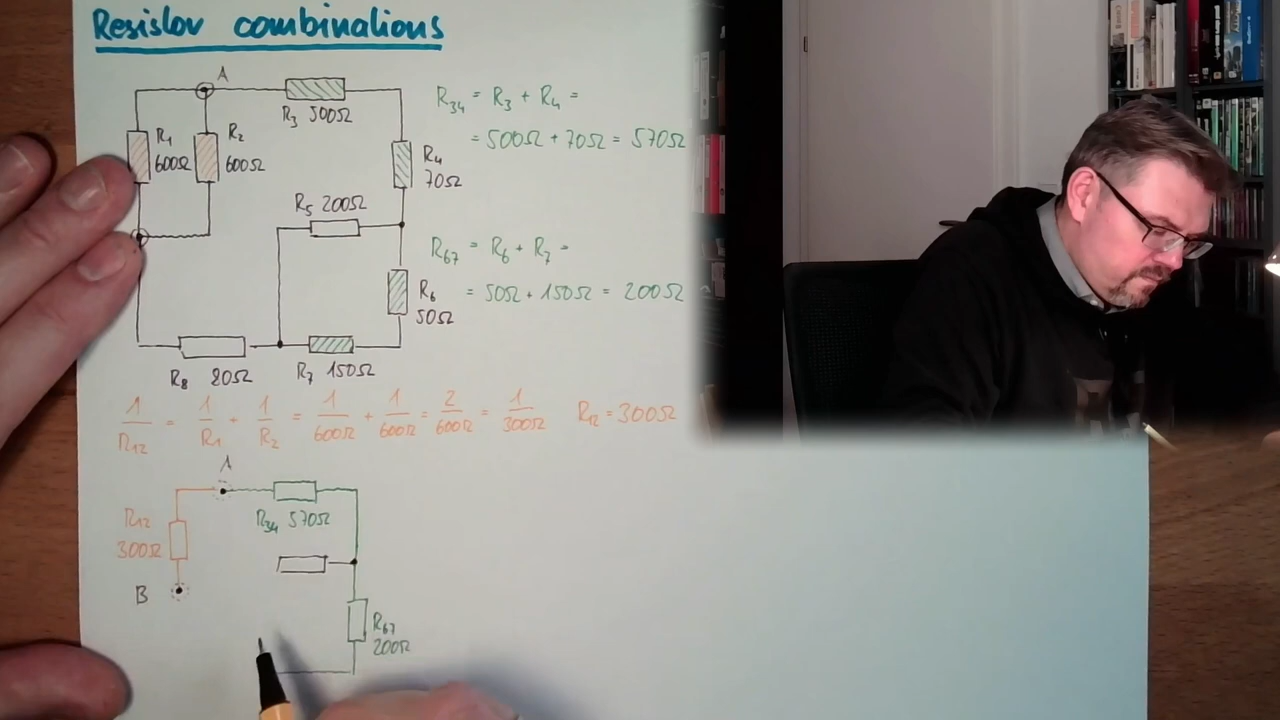 Resistor combinations
A
R₃ 500Ω
R₃₄ = R₃ + R₄ =
= 500Ω + 70Ω = 570Ω
R₁
600Ω
R₂
600Ω
R₄
70Ω
R₅ 200Ω
R₆₇ = R₆ + R₇ =
= 50Ω + 150Ω = 200Ω
R₆
50Ω
R₈ 80Ω
R₇ 150Ω
1/R₁₂ = 1/R₁ + 1/R₂ = 1/600Ω + 1/600Ω = 2/600Ω = 1/300Ω R₁₂ = 300Ω
A
R₁₂
300Ω
R₃₄ 570Ω
B
R₆₇
200Ω